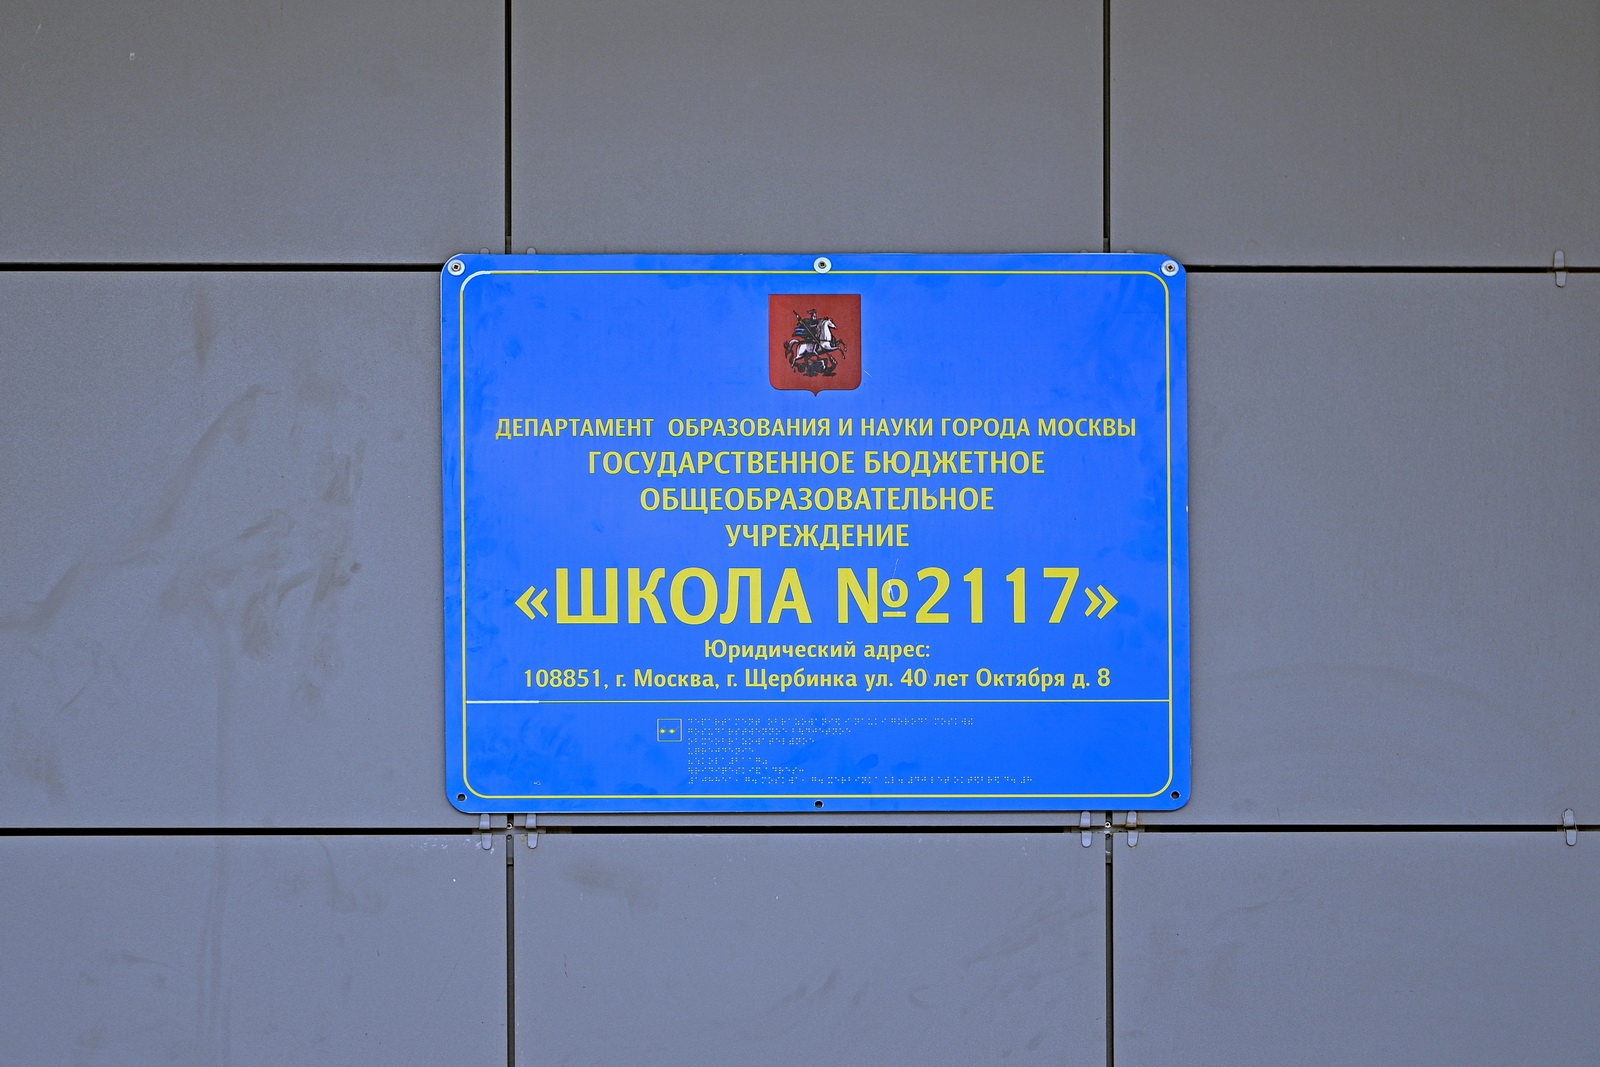 ДЕПАРТАМЕНТ ОБРАЗОВАНИЯ И НАУКИ ГОРОДА МОСКВЫ
ГОСУДАРСТВЕННОЕ БЮДЖЕТНОЕ
ОБЩЕОБРАЗОВАТЕЛЬНОЕ
УЧРЕЖДЕНИЕ
«ШКОЛА №2117»
Юридический адрес:
108851, г. Москва, г. Щербинка ул. 40 лет Октября д. 8